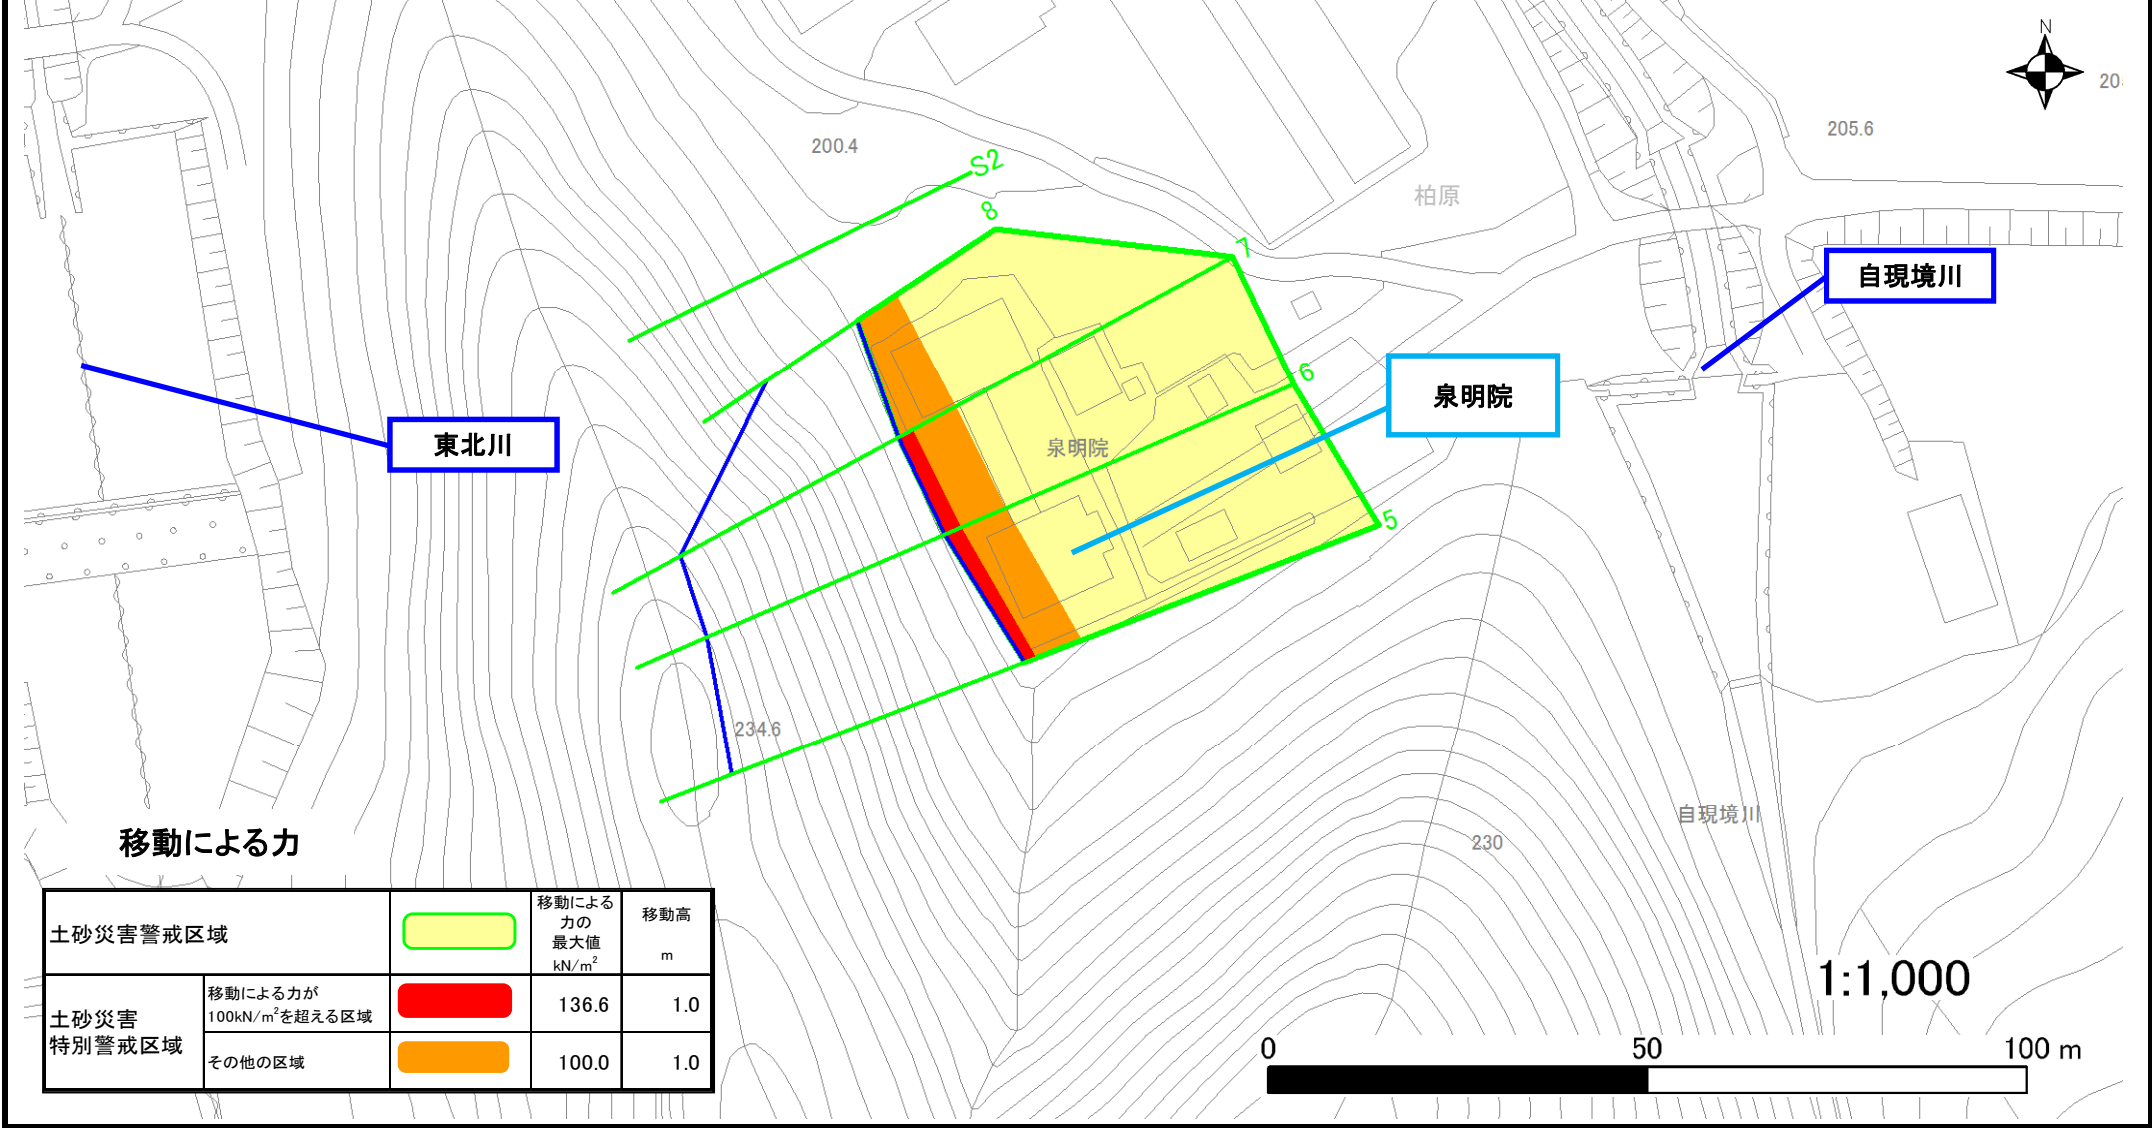 N
20
205.6
200.4
S2
柏原
8
7
自現境川
6
泉明院
東北川
泉明院
5
234.6
自現境川
230
移動による力
土砂災害警戒区域
移動による
力の
最大値
kN/m²
移動高
m
土砂災害
特別警戒区域
移動による力が
100kN/m²を超える区域
136.6
1.0
その他の区域
100.0
1.0
1:1,000
0 50 100 m